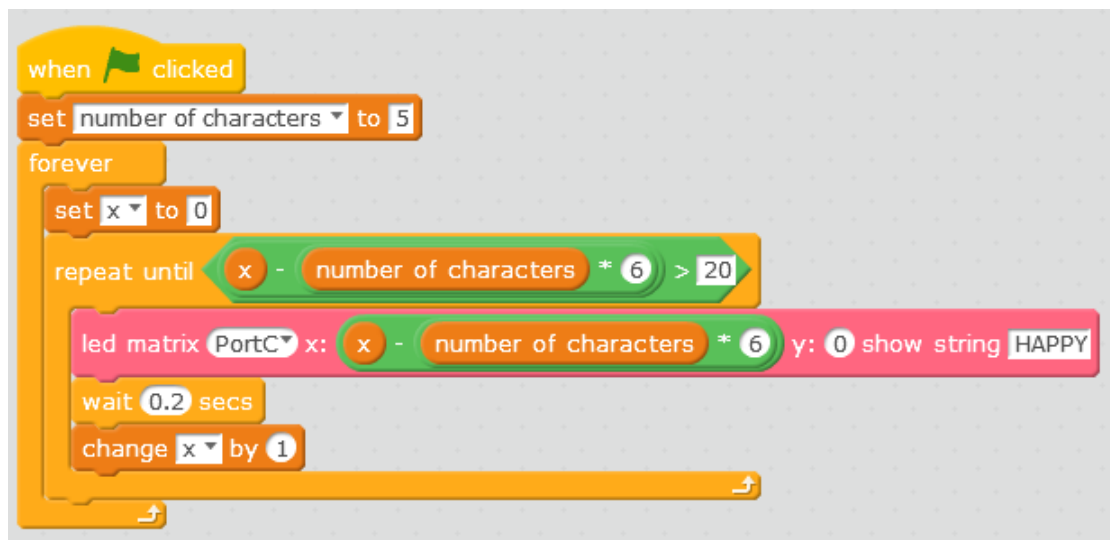 when clicked
set number of characters to 5
forever
set x to 0
repeat until x - number of characters * 6 > 20
led matrix PortC x: x - number of characters * 6 y: 0 show string HAPPY
wait 0.2 secs
change x by 1